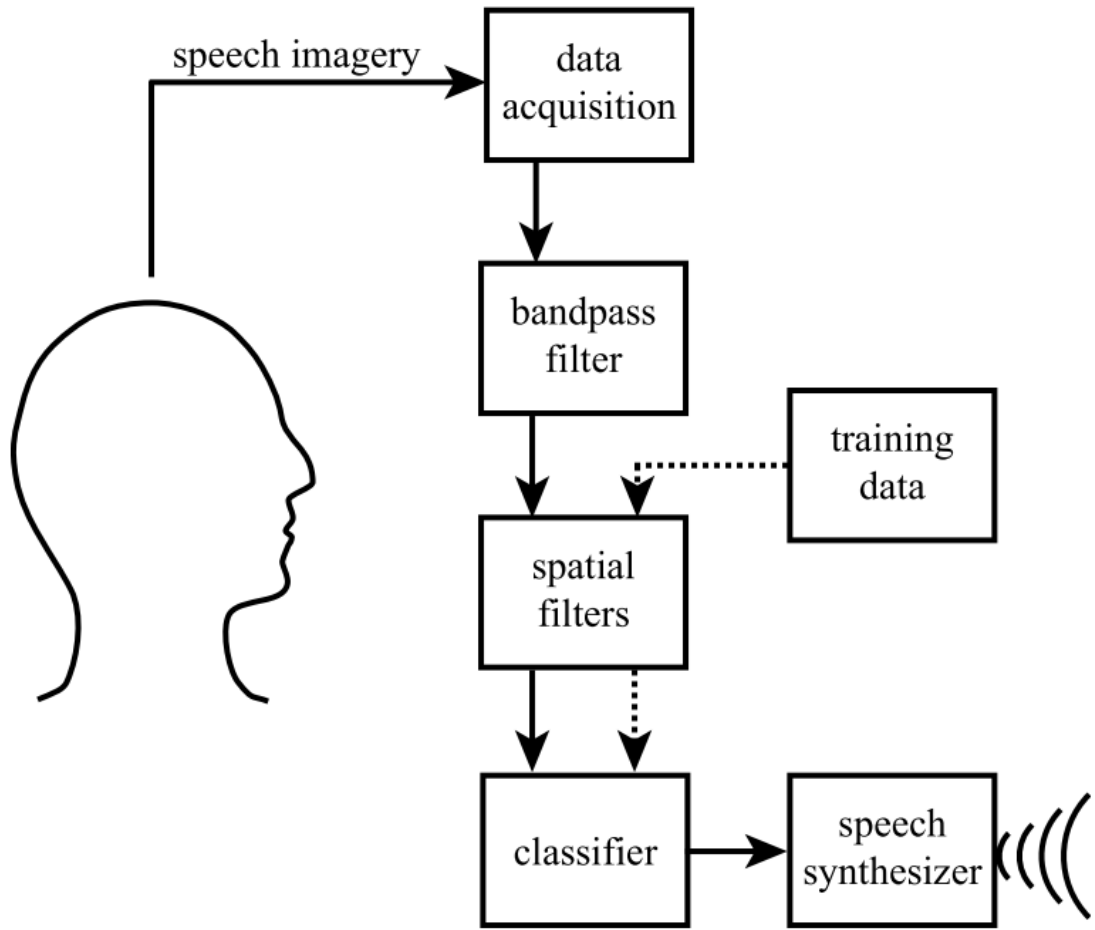 speech imagery
data
acquisition
bandpass
filter
training
data
spatial
filters
classifier
speech
synthesizer